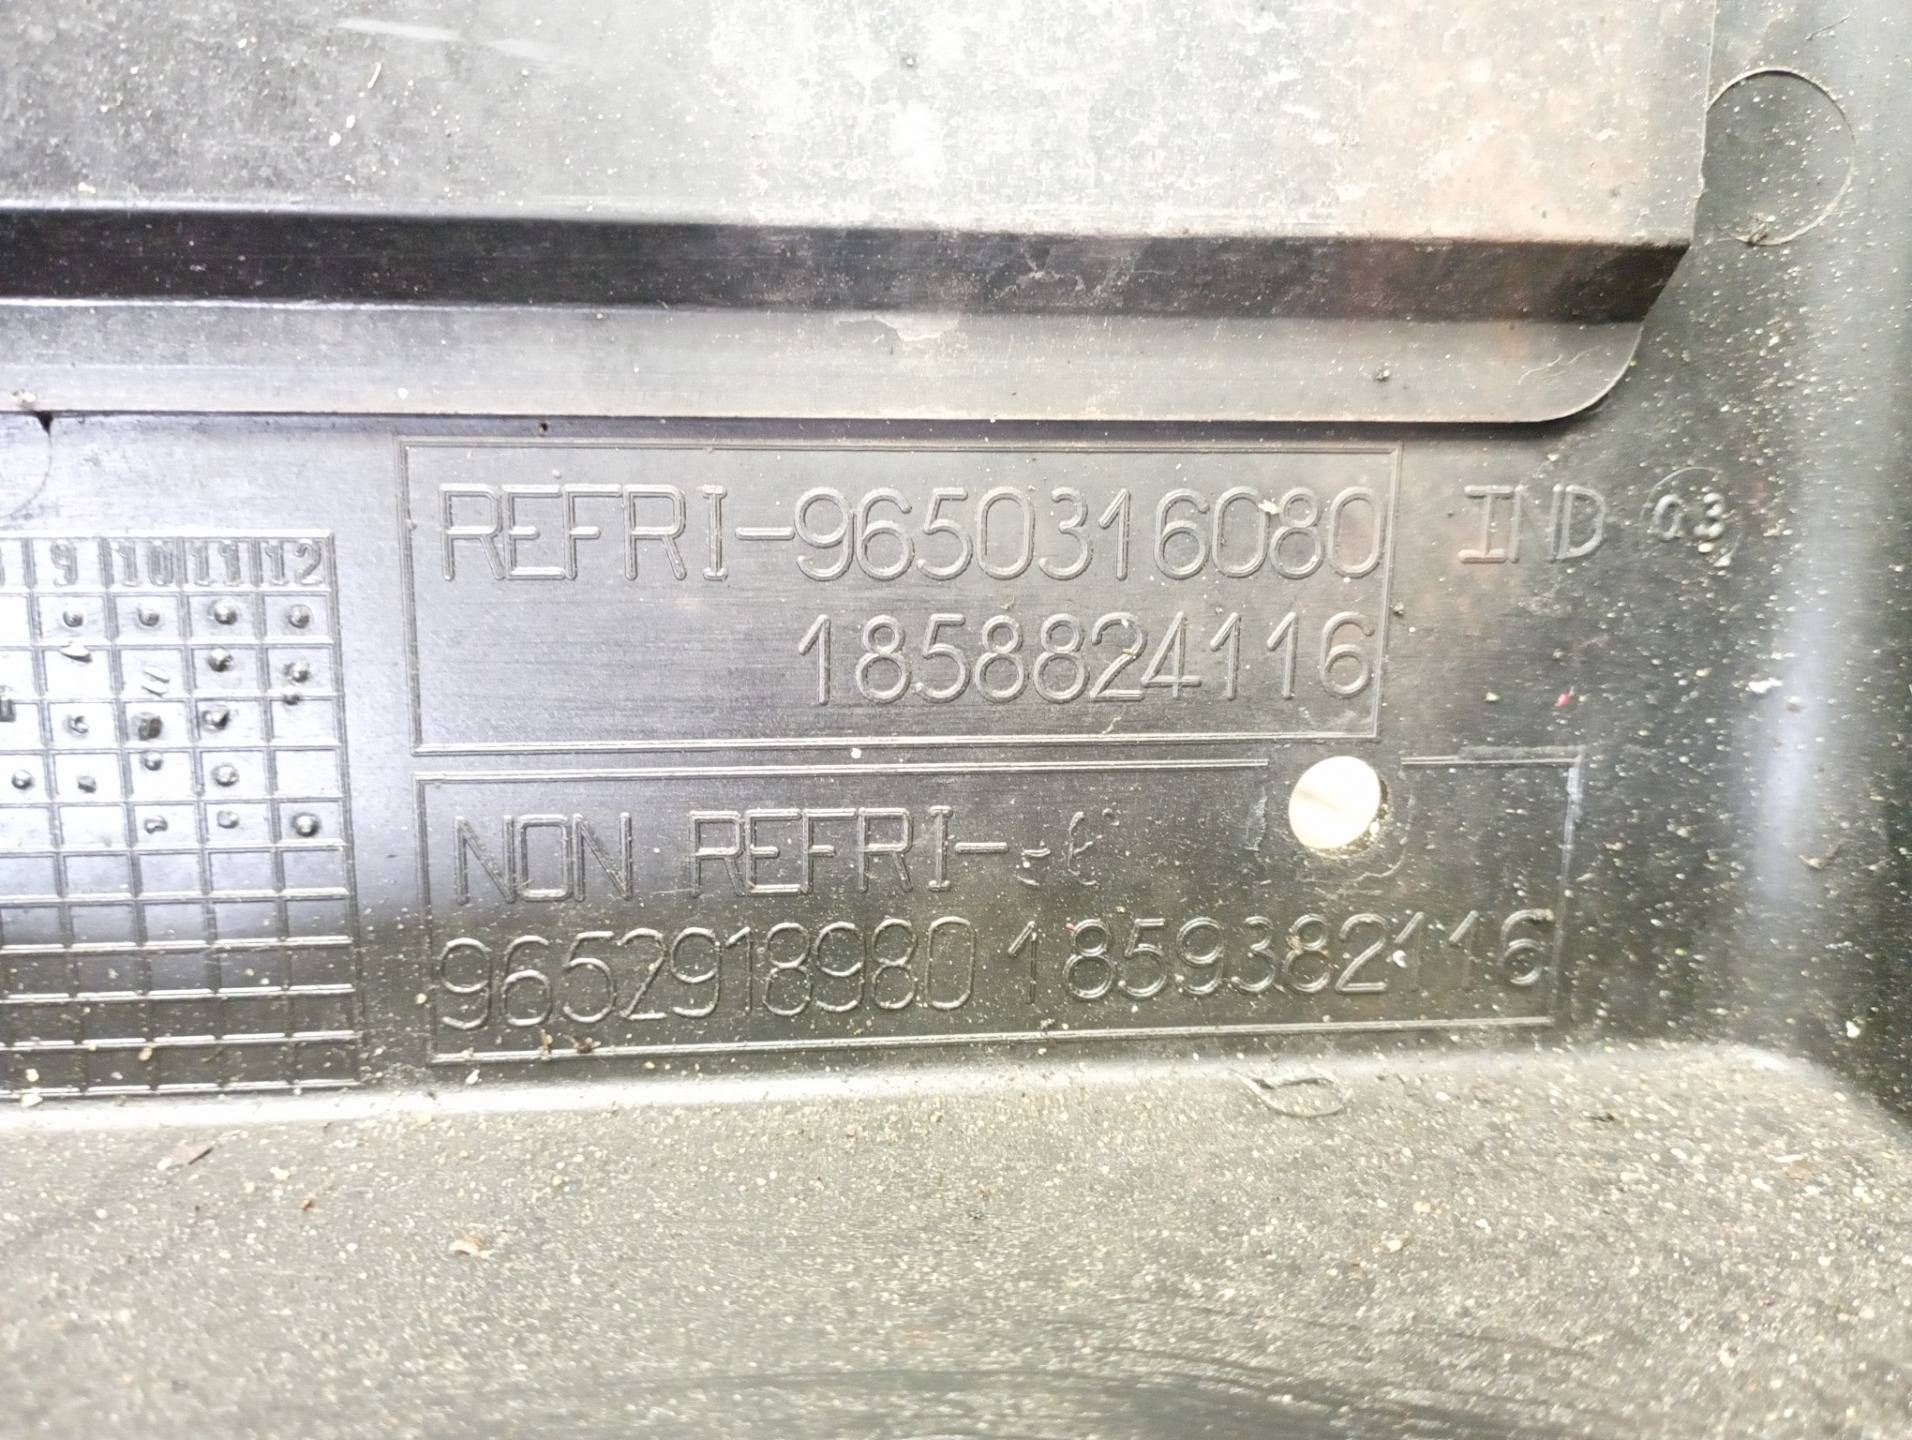 REFRI-9650316080 IND 03
1858824116
9 10 11 12
NON REFRI-
9652918980 1859382116